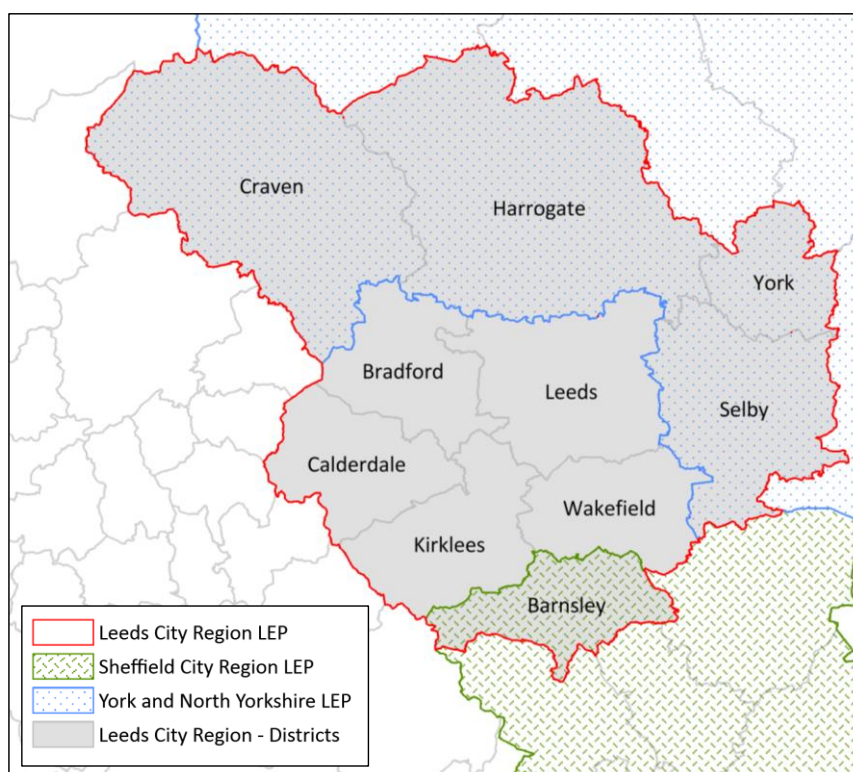 Craven
Harrogate
York
Bradford
Leeds
Selby
Calderdale
Wakefield
Kirklees
Barnsley
Leeds City Region LEP
Sheffield City Region LEP
York and North Yorkshire LEP
Leeds City Region - Districts